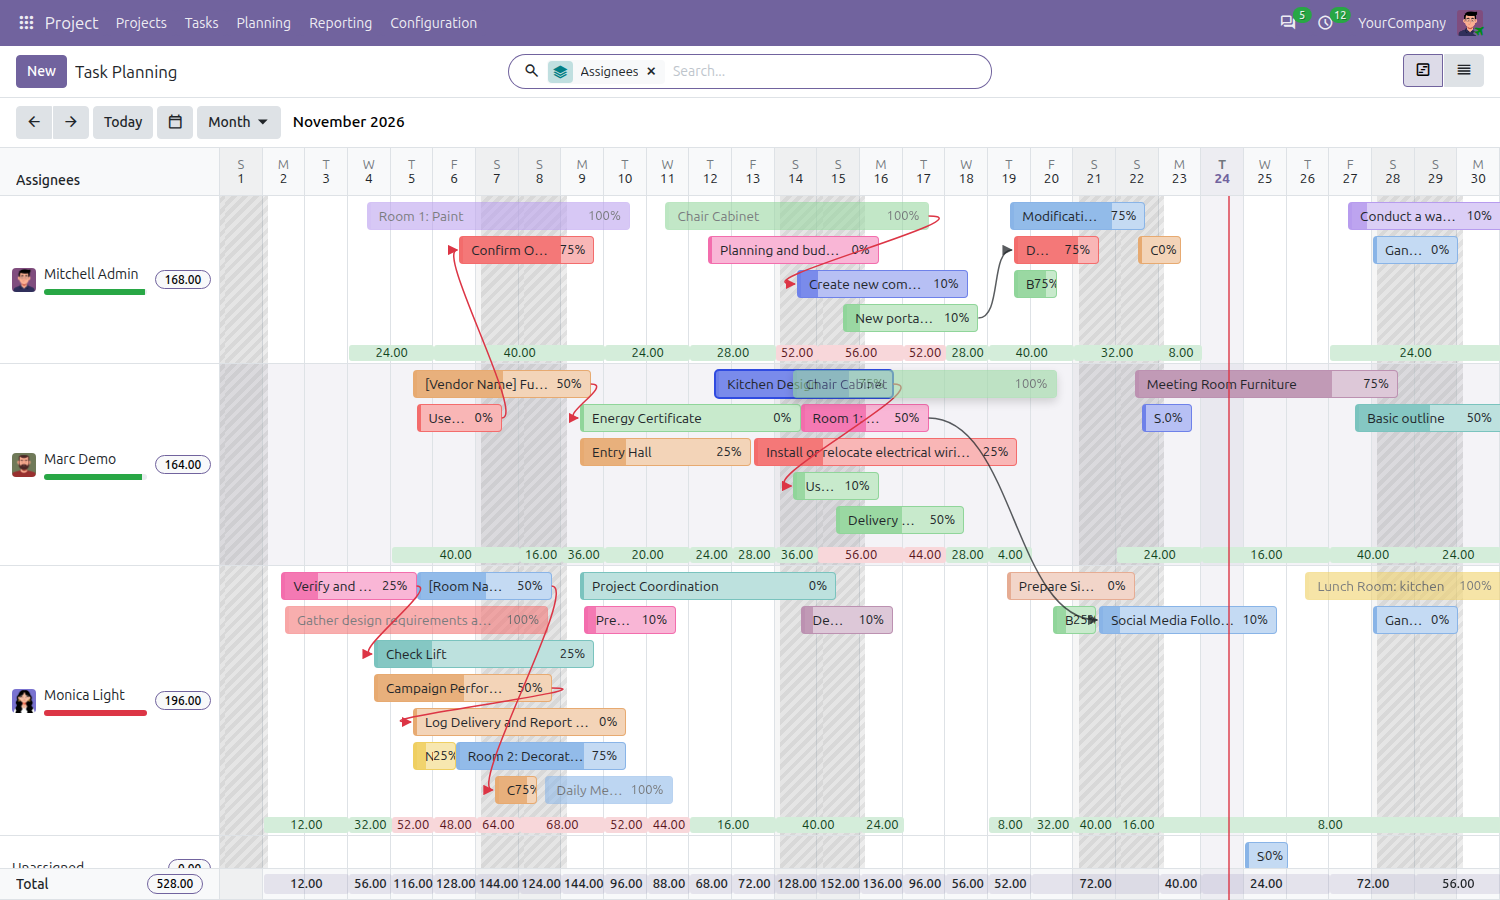 Project Projects Tasks Planning Reporting Configuration 5 12 YourCompany
New Task Planning Assignees × Search...
Today Month November 2026
Assignees S 1 M 2 T 3 W 4 T 5 F 6 S 7 S 8 M 9 T 10 W 11 T 12 F 13 S 14 S 15 M 16 T 17 W 18 T 19 F 20 S 21 S 22 M 23 T 24 W 25 T 26 F 27 S 28 S 29 M 30
Room 1: Paint 100% Chair Cabinet 100% Modificati... 75% Conduct a wa... 10%
Confirm O... 75% Planning and bud... 0% D... 75% C0% Gan... 0%
Mitchell Admin 168.00
Create new com... 10% B75%
New porta... 10%
24.00 40.00 24.00 28.00 52.00 56.00 52.00 28.00 40.00 32.00 8.00 24.00
[Vendor Name] Fu... 50% Kitchen Desig Chair Cabinet 75% 100% Meeting Room Furniture 75%
Use... 0% Energy Certificate 0% Room 1: ... 50% S.0% Basic outline 50%
Marc Demo 164.00
Entry Hall 25% Install or relocate electrical wiri... 25%
Us... 10%
Delivery ... 50%
40.00 16.00 36.00 20.00 24.00 28.00 36.00 56.00 44.00 28.00 4.00 24.00 16.00 40.00 24.00
Verify and ... 25% [Room Na... 50% Project Coordination 0% Prepare Si... 0% Lunch Room: kitchen 100%
Gather design requirements a... 100% Pre... 10% De... 10% B25% Social Media Follo... 10% Gan... 0%
Check Lift 25%
Monica Light 196.00
Campaign Perfor... 50%
Log Delivery and Report ... 0%
N25% Room 2: Decorat... 75%
C75% Daily Me... 100%
12.00 32.00 52.00 48.00 64.00 68.00 52.00 44.00 16.00 40.00 24.00 8.00 32.00 40.00 16.00 8.00
Unassigned 0.00 S0%
Total 528.00 12.00 56.00 116.00 128.00 144.00 124.00 144.00 96.00 88.00 68.00 72.00 128.00 152.00 136.00 96.00 56.00 52.00 72.00 40.00 24.00 72.00 56.00